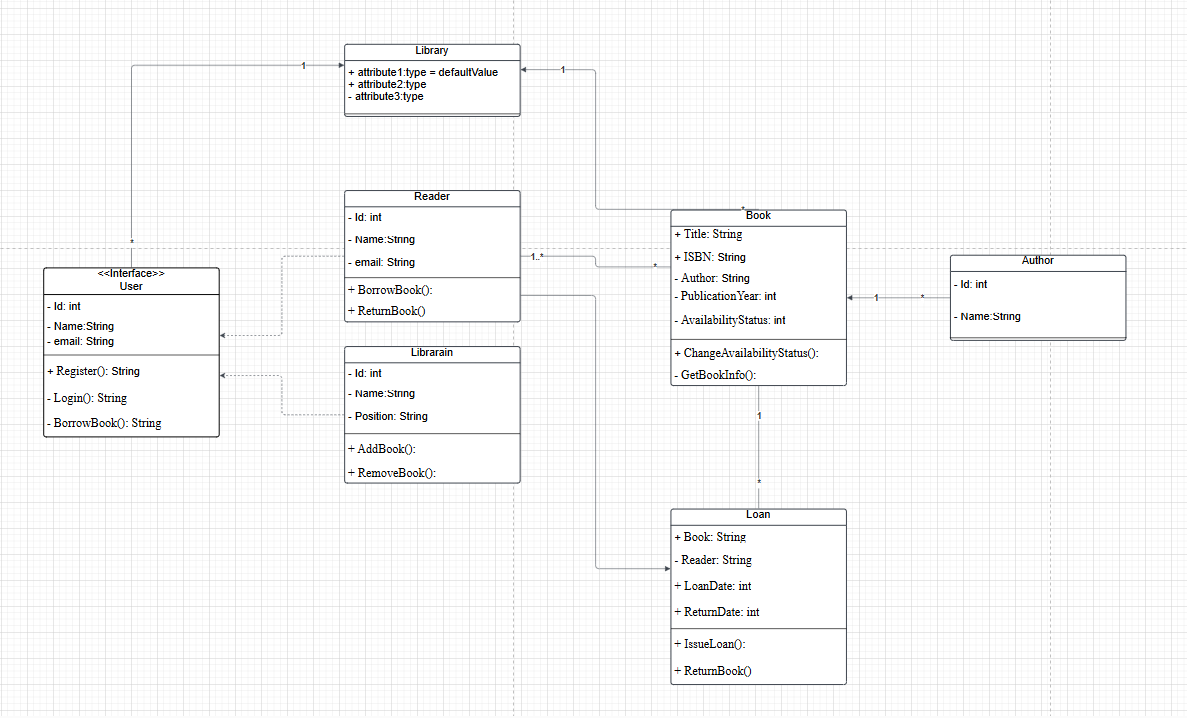 Library
+ attribute1:type = defaultValue
+ attribute2:type
- attribute3:type
1
1
*
<<Interface>>
User
- Id: int
- Name:String
- email: String
+ Register(): String
- Login(): String
- BorrowBook(): String
Reader
- Id: int
- Name:String
- email: String
+ BorrowBook():
+ ReturnBook()
1..*
*
Librarain
- Id: int
- Name:String
- Position: String
+ AddBook():
+ RemoveBook():
*
Book
+ Title: String
+ ISBN: String
- Author: String
- PublicationYear: int
- AvailabilityStatus: int
+ ChangeAvailabilityStatus():
- GetBookInfo():
1
*
Author
- Id: int
- Name:String
1
*
Loan
+ Book: String
- Reader: String
+ LoanDate: int
+ ReturnDate: int
+ IssueLoan():
+ ReturnBook()